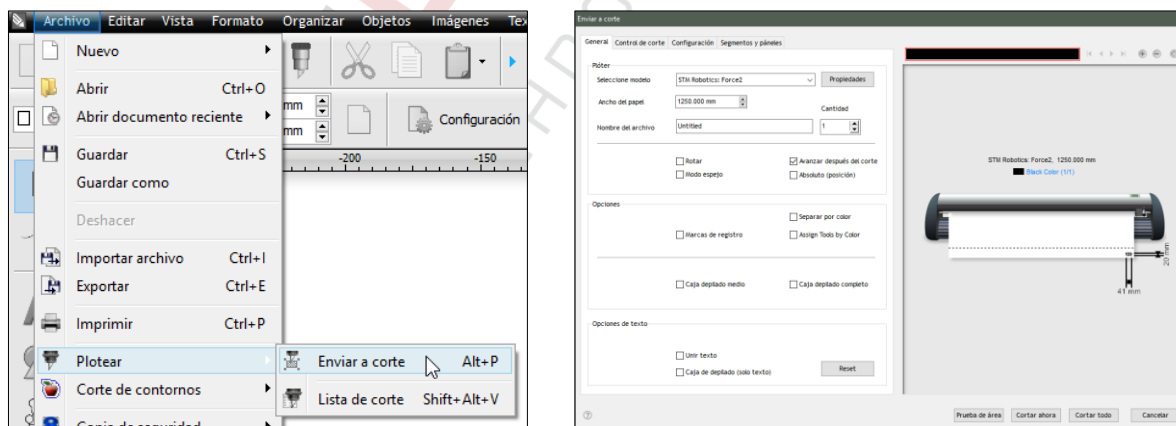 Archivo Editar Vista Formato Organizar Objetos Imágenes Tex
Nuevo
Abrir Ctrl+O
Abrir documento reciente
Guardar Ctrl+S
Guardar como
Deshacer
Importar archivo Ctrl+I
Exportar Ctrl+E
Imprimir Ctrl+P
Plotear
Corte de contornos
Copia de seguridad
Enviar a corte Alt+P
Lista de corte Shift+Alt+V
mm
mm
Configuración
-200 -150
Enviar a corte
General Control de corte Configuración Segmentos y páneles
Plóter
Seleccione modelo STM Robotics: Force2 Propiedades
Ancho del papel 1250.000 mm Cantidad
Nombre del archivo Untitled 1
Rotar Avanzar después del corte
Modo espejo Absoluto (posición)
Opciones
Separar por color
Marcas de registro Assign Tools by Color
Caja depilado medio Caja depilado completo
Opciones de texto
Unir texto
Caja de depilado (solo texto) Reset
Prueba de área Cortar ahora Cortar todo Cancelar
STM Robotics: Force2, 1250.000 mm
Black Color (1/1)
20 mm
41 mm